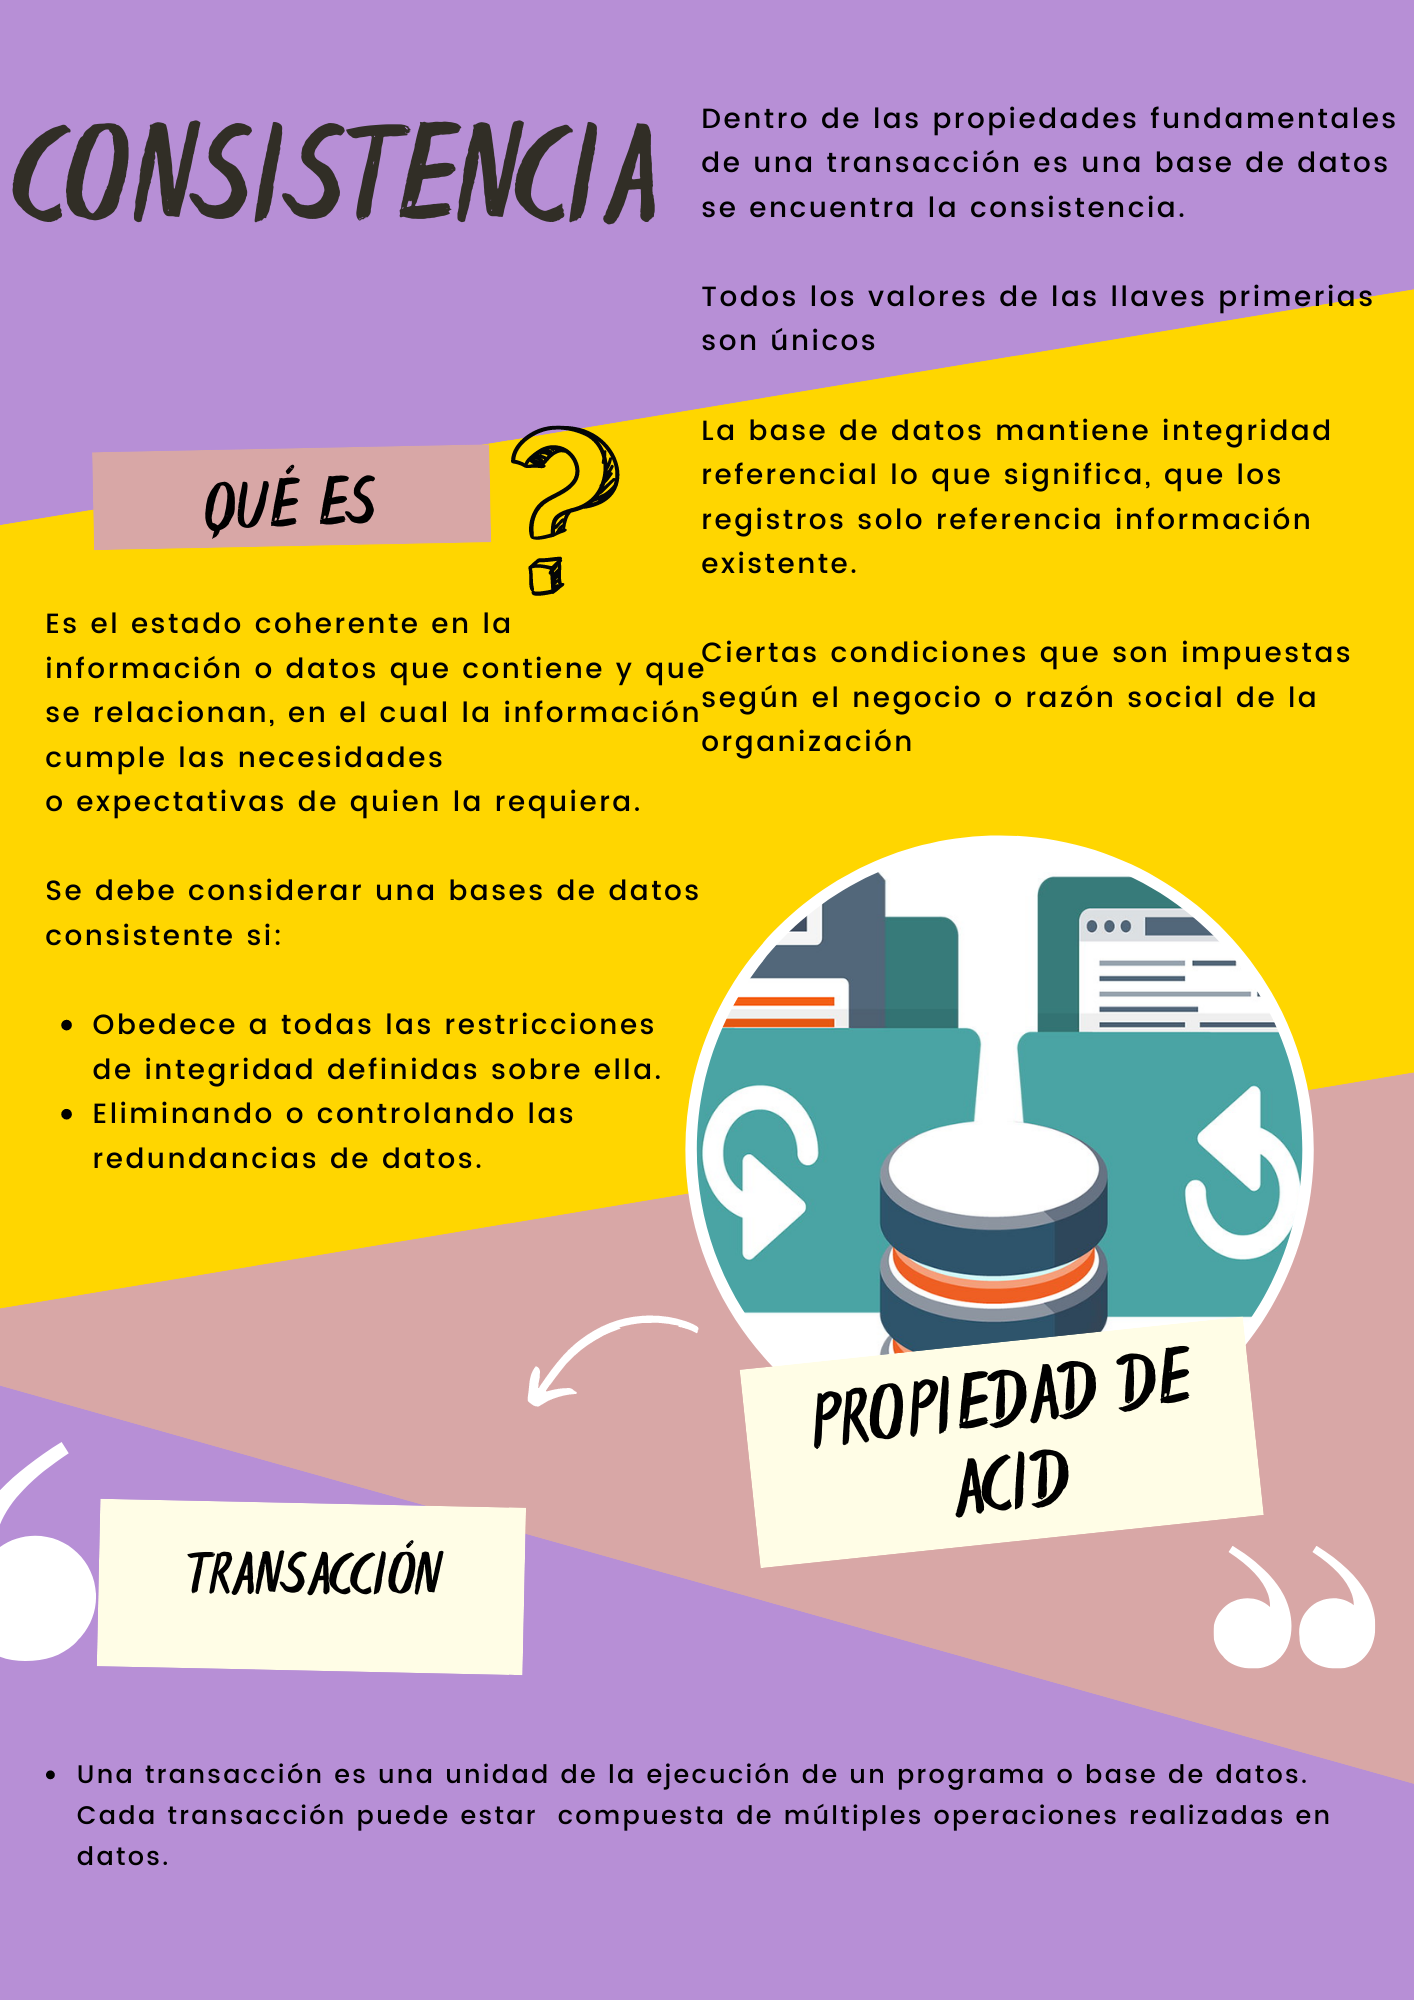 CONSISTENCIA
Dentro de las propiedades fundamentales
de una transacción es una base de datos
se encuentra la consistencia.
Todos los valores de las llaves primerias
son únicos
La base de datos mantiene integridad
referencial lo que significa, que los
registros solo referencia información
existente.
Ciertas condiciones que son impuestas
según el negocio o razón social de la
organización
QUÉ ES
?
Es el estado coherente en la
información o datos que contiene y que
se relacionan, en el cual la información
cumple las necesidades
o expectativas de quien la requiera.
Se debe considerar una bases de datos
consistente si:
• Obedece a todas las restricciones
de integridad definidas sobre ella.
• Eliminando o controlando las
redundancias de datos.
PROPIEDAD DE
ACID
TRANSACCIÓN
• Una transacción es una unidad de la ejecución de un programa o base de datos.
Cada transacción puede estar  compuesta de múltiples operaciones realizadas en
datos.